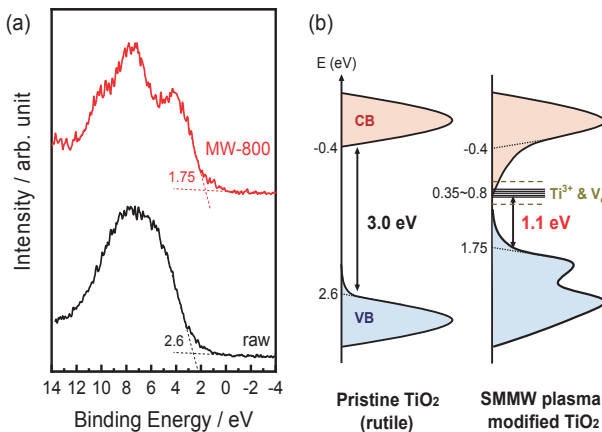 (a)
Intensity / arb. unit
MW-800
1.75
2.6
raw
14 12 10 8 6 4 2 0 -2 -4
Binding Energy / eV
(b)
E (eV)
CB
-0.4
3.0 eV
2.6
VB
Pristine TiO₂
(rutile)
-0.4
0.35~0.8
Ti³⁺ & V
1.1 eV
1.75
SMMW plasma
modified TiO₂